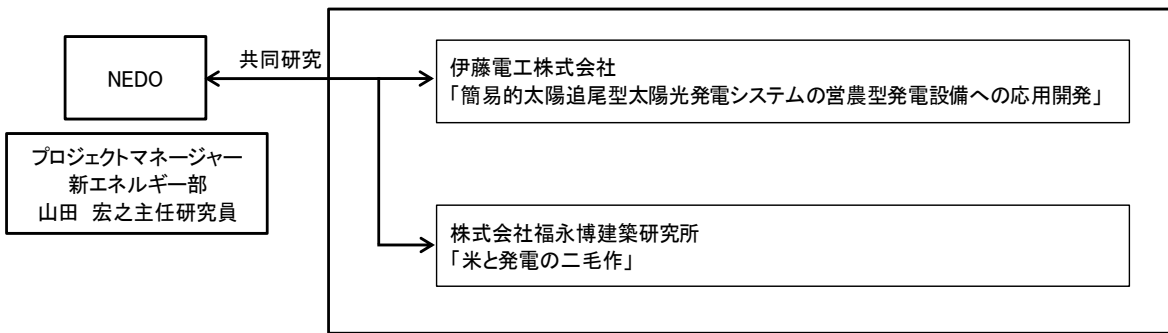 NEDO
共同研究
プロジェクトマネージャー
新エネルギー部
山田　宏之主任研究員
伊藤電工株式会社
「簡易的太陽追尾型太陽光発電システムの営農型発電設備への応用開発」
株式会社福永博建築研究所
「米と発電の二毛作」